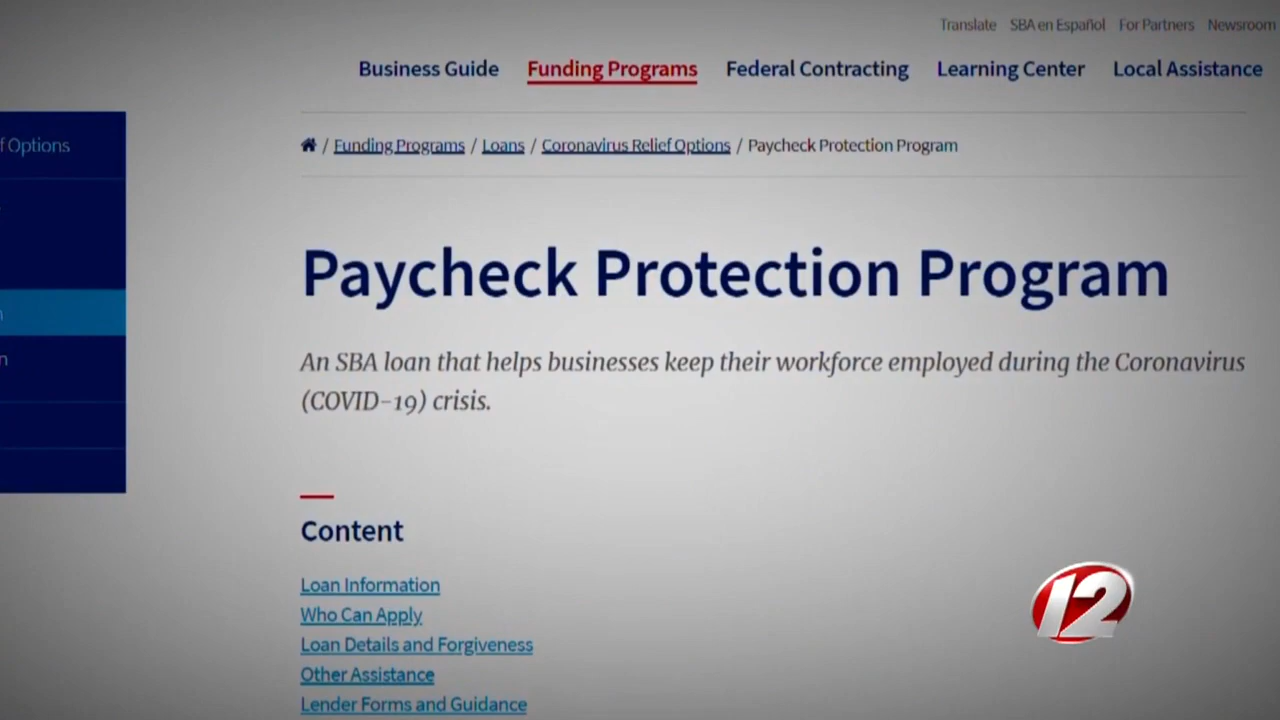 Translate SBA en Español For Partners Newsroom
Business Guide Funding Programs Federal Contracting Learning Center Local Assistance
f Options
/ Funding Programs / Loans / Coronavirus Relief Options / Paycheck Protection Program
Paycheck Protection Program
An SBA loan that helps businesses keep their workforce employed during the Coronavirus
(COVID-19) crisis.
n
Content
Loan Information
Who Can Apply
Loan Details and Forgiveness
Other Assistance
Lender Forms and Guidance
12